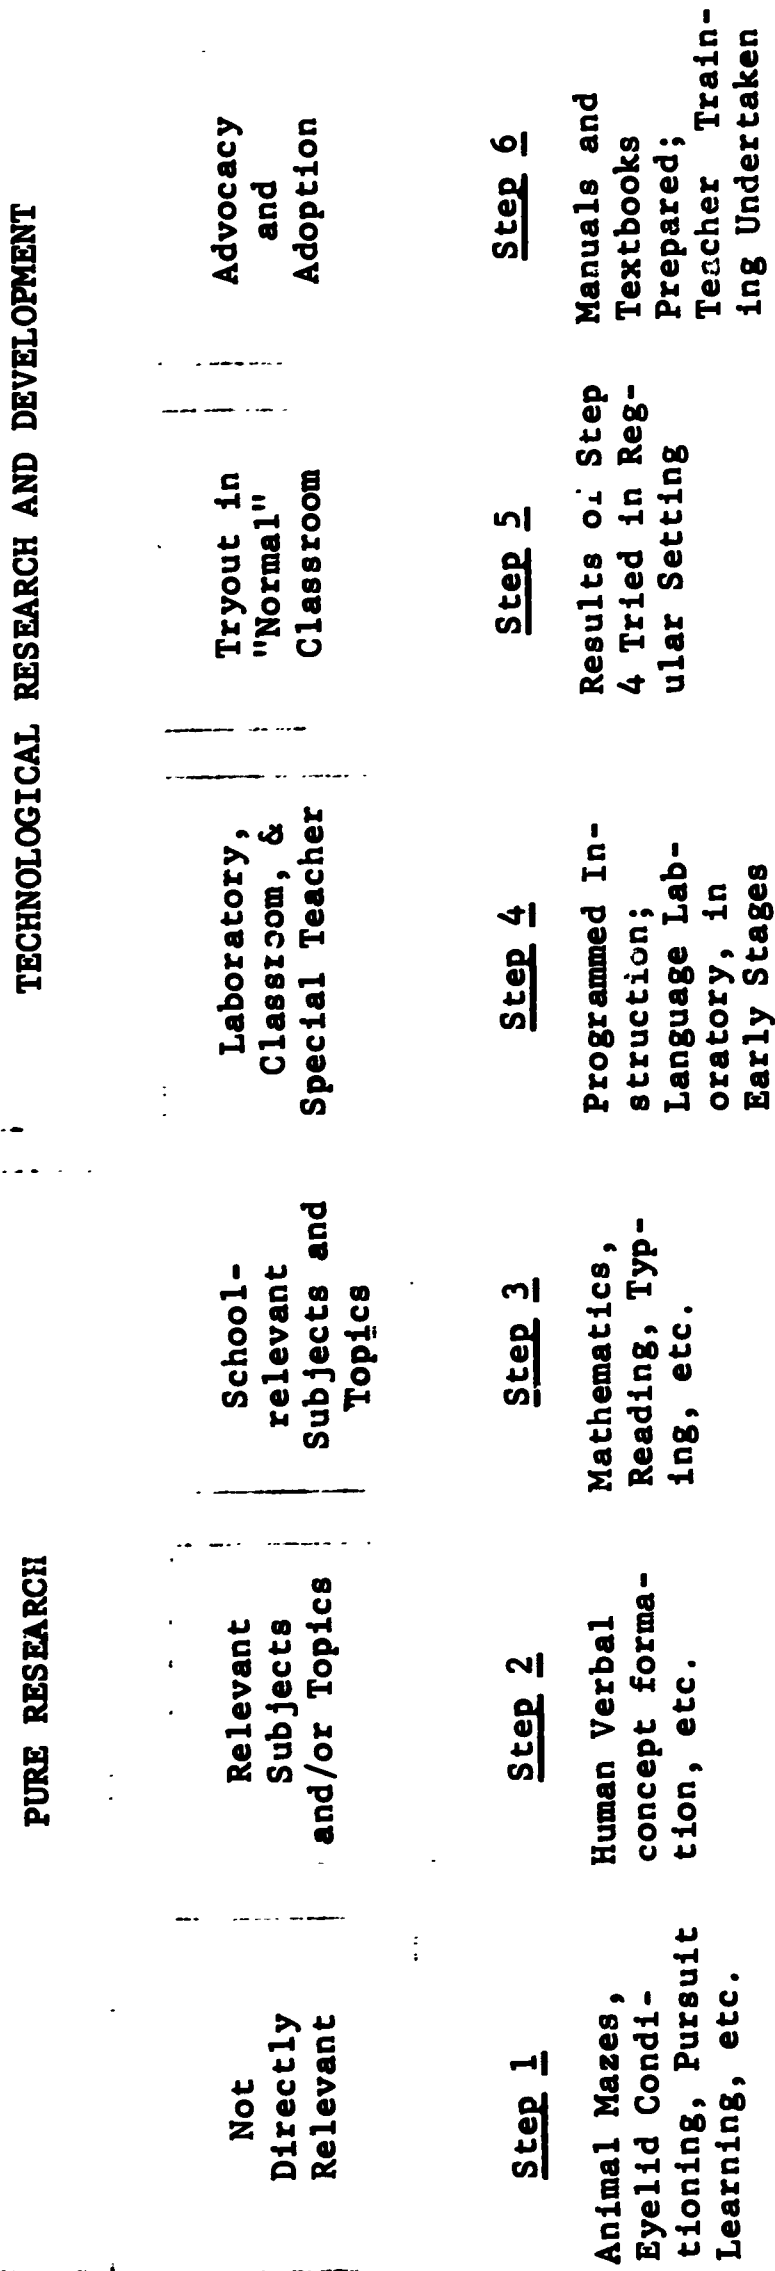 PURE RESEARCH
TECHNOLOGICAL RESEARCH AND DEVELOPMENT
Not
Directly
Relevant
Relevant
Subjects
and/or Topics
School-
relevant
Subjects and
Topics
Laboratory,
Classroom, &
Special Teacher
Tryout in
"Normal"
Classroom
Advocacy
and
Adoption
Step 1
Animal Mazes,
Eyelid Condi-
tioning, Pursuit
Learning, etc.
Step 2
Human Verbal
concept forma-
tion, etc.
Step 3
Mathematics,
Reading, Typ-
ing, etc.
Step 4
Programmed In-
struction;
Language Lab-
oratory, in
Early Stages
Step 5
Results of Step
4 Tried in Reg-
ular Setting
Step 6
Manuals and
Textbooks
Prepared;
Teacher Train-
ing Undertaken